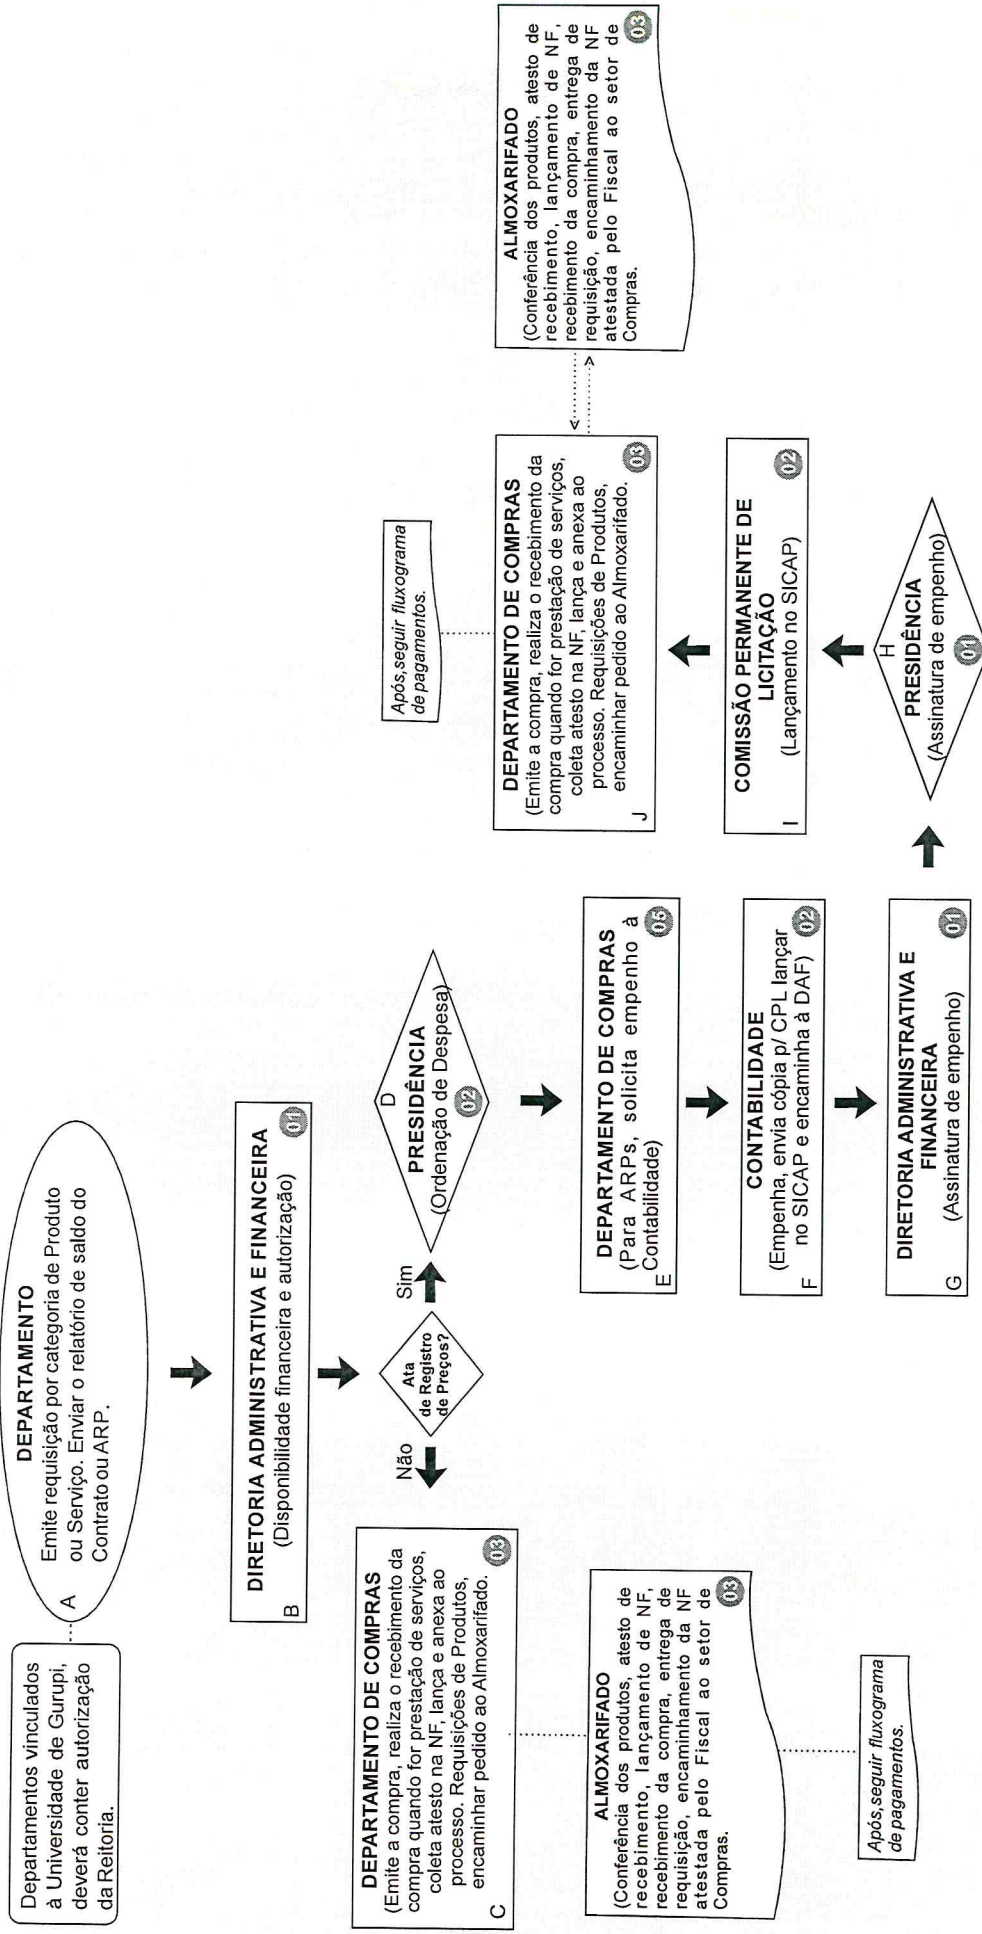 Departamentos vinculados
à Universidade de Gurupi,
deverá conter autorização
da Reitoria.
A
DEPARTAMENTO
Emite requisição por categoria de Produto
ou Serviço. Enviar o relatório de saldo do
Contrato ou ARP.
DIRETORIA ADMINISTRATIVA E FINANCEIRA
(Disponibilidade financeira e autorização)
B
01
Ata
de Registro
de Preços?
Não
Sim
DEPARTAMENTO DE COMPRAS
(Emite a compra, realiza o recebimento da
compra quando for prestação de serviços,
coleta atesto na NF, lança e anexa ao
processo. Requisições de Produtos,
encaminhar pedido ao Almoxarifado.
C
03
ALMOXARIFADO
(Conferência dos produtos, atesto de
recebimento, lançamento de NF,
recebimento da compra, entrega de
requisição, encaminhamento da NF
atestada pelo Fiscal ao setor de
Compras.
03
Após,seguir fluxograma
de pagamentos.
D
PRESIDÊNCIA
(Ordenação de Despesa)
02
DEPARTAMENTO DE COMPRAS
(Para ARPs, solicita empenho à
Contabilidade)
E
05
CONTABILIDADE
(Empenha, envia cópia p/ CPL lançar
no SICAP e encaminha à DAF)
F
02
DIRETORIA ADMINISTRATIVA E
FINANCEIRA
(Assinatura de empenho)
G
01
H
PRESIDÊNCIA
(Assinatura de empenho)
01
COMISSÃO PERMANENTE DE
LICITAÇÃO
(Lançamento no SICAP)
I
02
DEPARTAMENTO DE COMPRAS
(Emite a compra, realiza o recebimento da
compra quando for prestação de serviços,
coleta atesto na NF, lança e anexa ao
processo. Requisições de Produtos,
encaminhar pedido ao Almoxarifado.
J
03
Após,seguir fluxograma
de pagamentos.
ALMOXARIFADO
(Conferência dos produtos, atesto de
recebimento, lançamento de NF,
recebimento da compra, entrega de
requisição, encaminhamento da NF
atestada pelo Fiscal ao setor de
Compras.
03